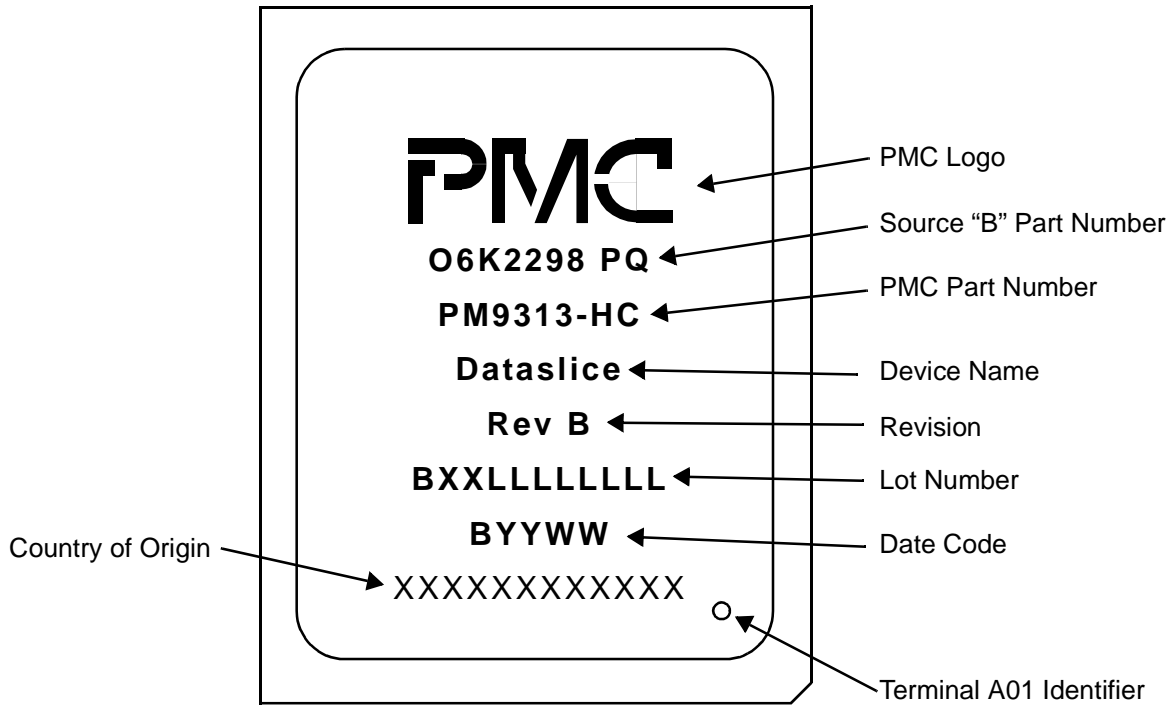 PMC
PMC Logo
O6K2298 PQ
Source “B” Part Number
PM9313-HC
PMC Part Number
Dataslice
Device Name
Rev B
Revision
BXXLLLLLLLL
Lot Number
BYYWW
Date Code
Country of Origin
XXXXXXXXXXXX
Terminal A01 Identifier